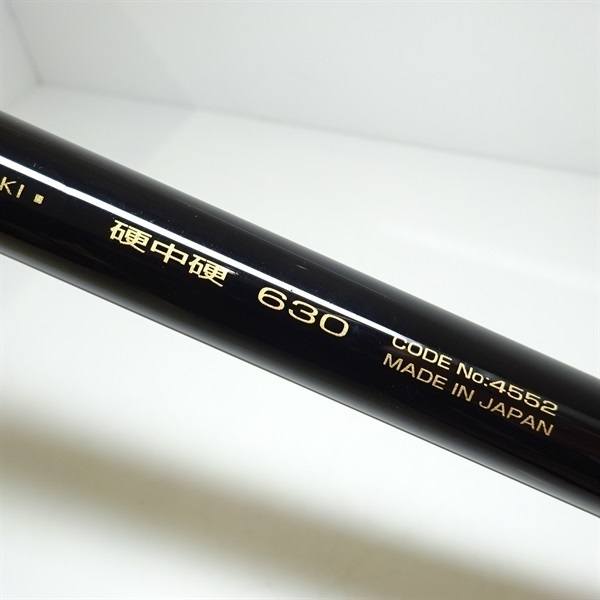 KI
硬中硬 630
CODE No:4552
MADE IN JAPAN